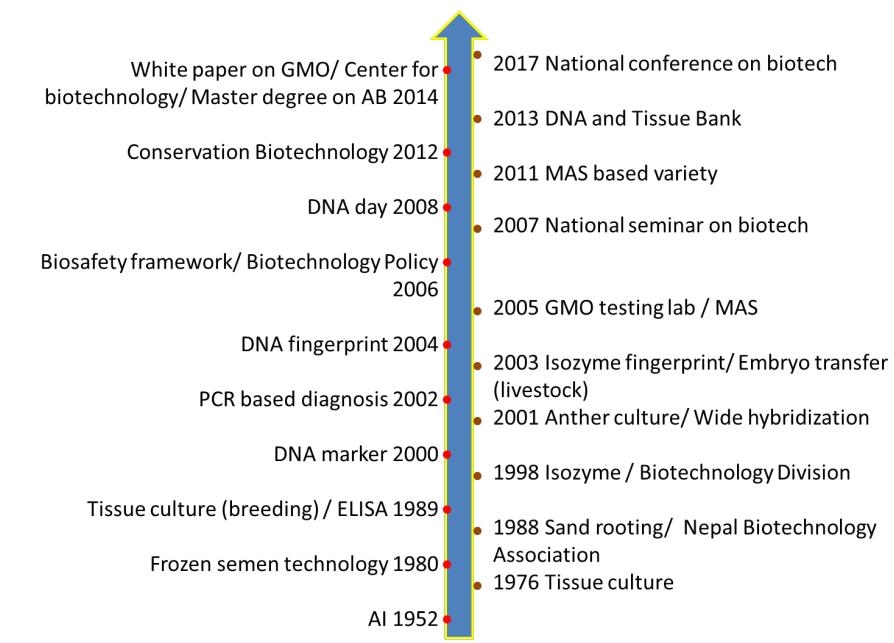 White paper on GMO/ Center for
biotechnology/ Master degree on AB 2014
Conservation Biotechnology 2012
DNA day 2008
Biosafety framework/ Biotechnology Policy
2006
DNA fingerprint 2004
PCR based diagnosis 2002
DNA marker 2000
Tissue culture (breeding) / ELISA 1989
Frozen semen technology 1980
AI 1952
2017 National conference on biotech
2013 DNA and Tissue Bank
2011 MAS based variety
2007 National seminar on biotech
2005 GMO testing lab / MAS
2003 Isozyme fingerprint/ Embryo transfer
(livestock)
2001 Anther culture/ Wide hybridization
1998 Isozyme / Biotechnology Division
1988 Sand rooting/ Nepal Biotechnology
Association
1976 Tissue culture